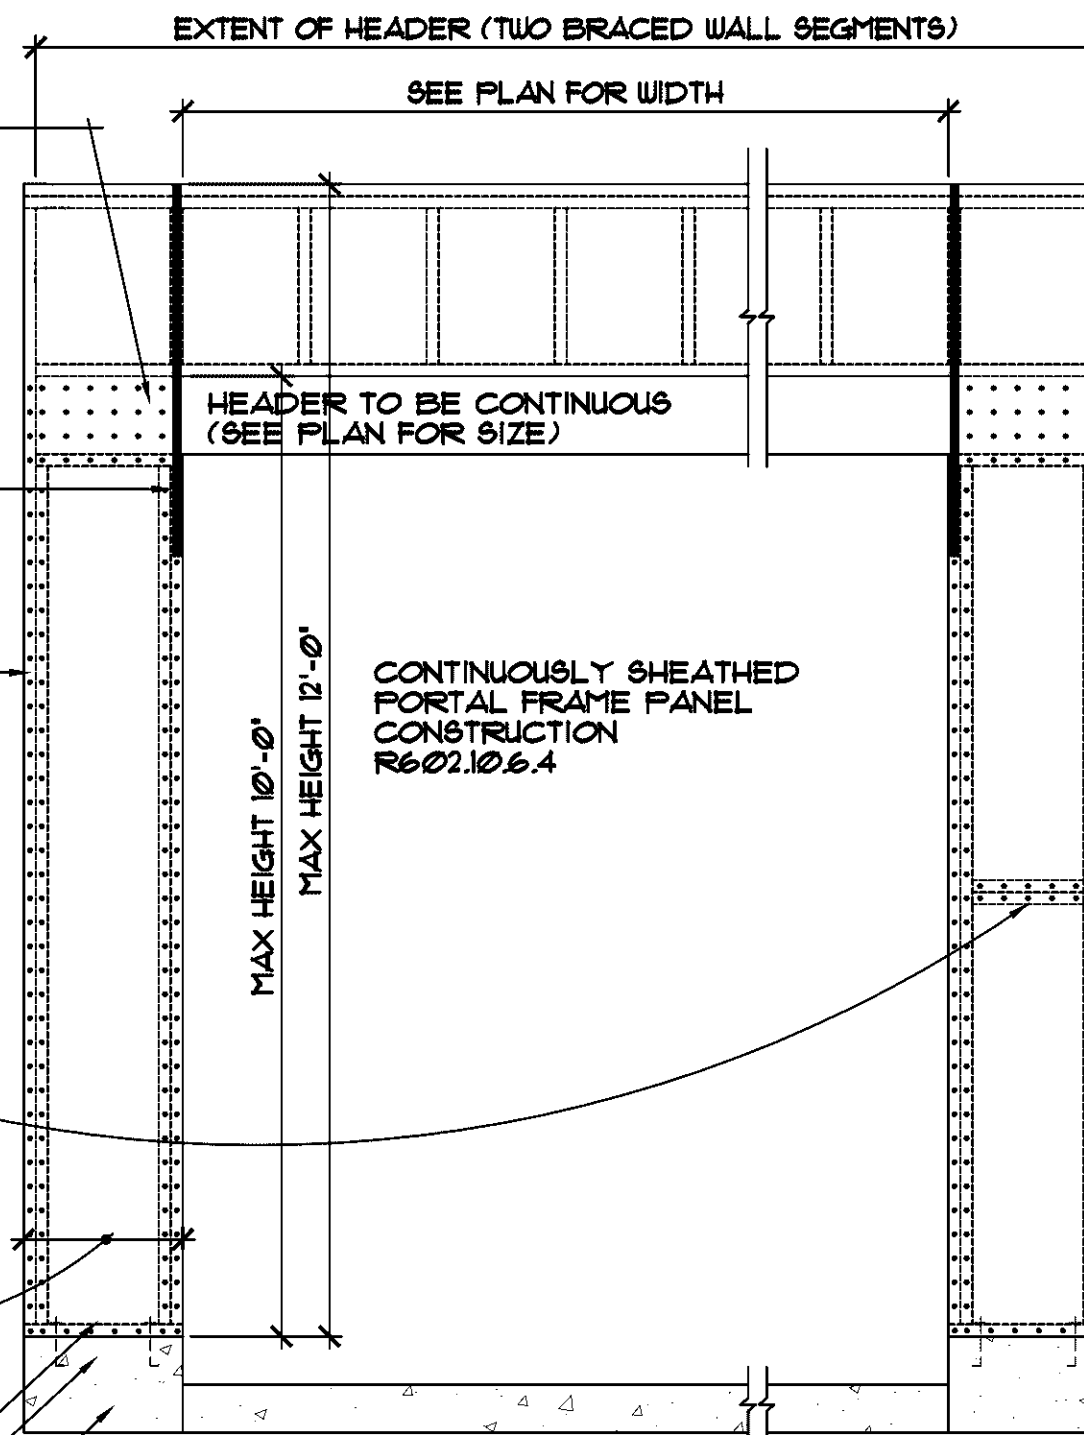 EXTENT OF HEADER (TWO BRACED WALL SEGMENTS)
SEE PLAN FOR WIDTH
HEADER TO BE CONTINUOUS
(SEE PLAN FOR SIZE)
MAX HEIGHT 10'-0"
MAX HEIGHT 12'-0"
CONTINUOUSLY SHEATHED
PORTAL FRAME PANEL
CONSTRUCTION
R602.10.6.4